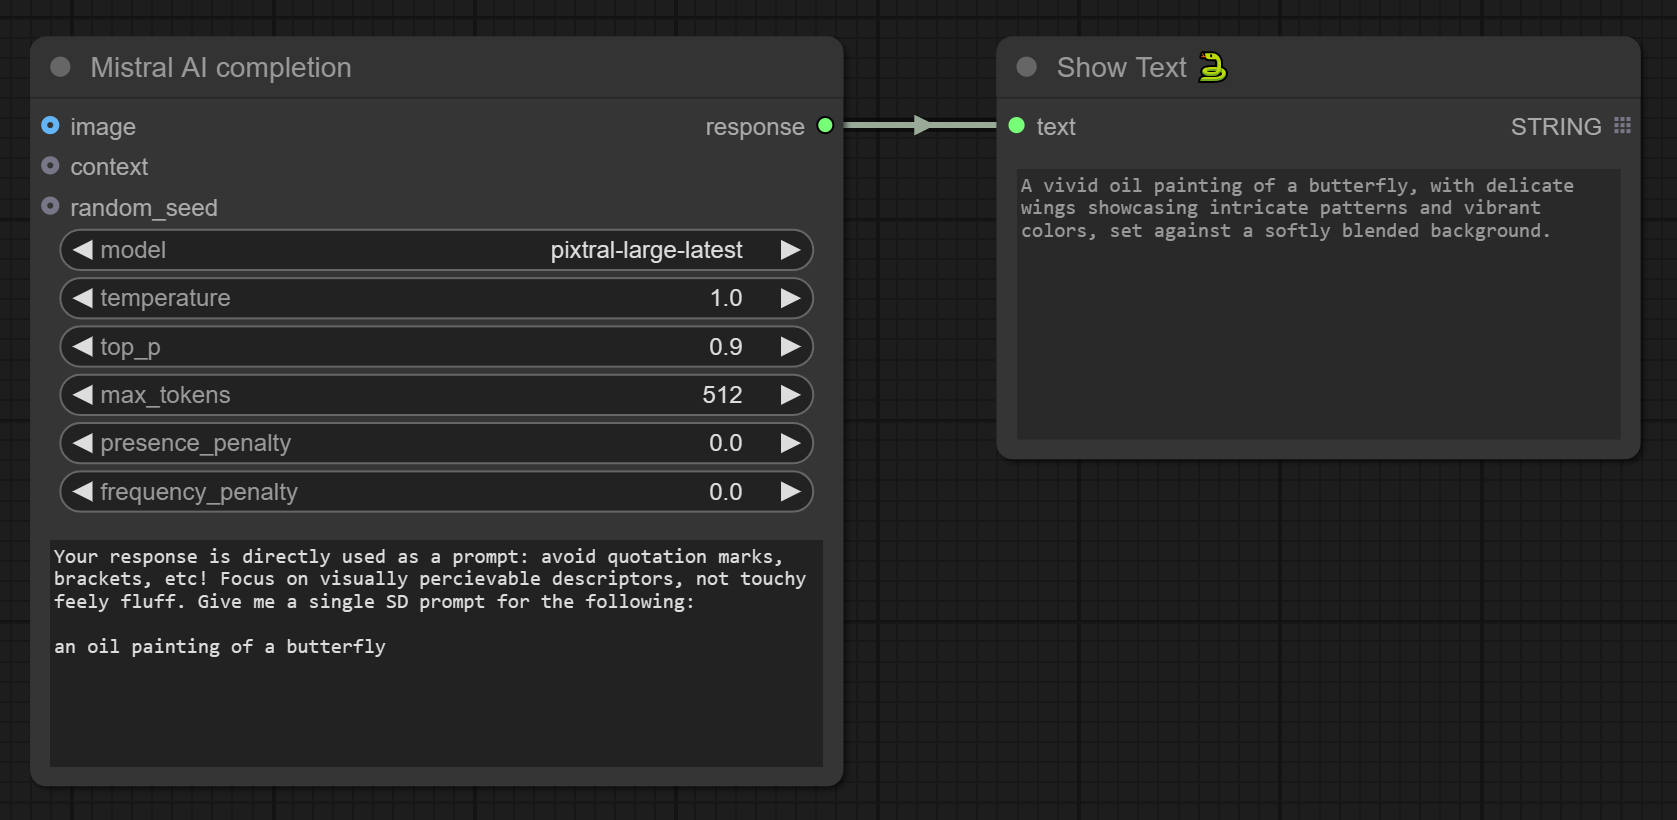 Mistral AI completion
image
response
context
random_seed
model pixtral-large-latest
temperature 1.0
top_p 0.9
max_tokens 512
presence_penalty 0.0
frequency_penalty 0.0
Your response is directly used as a prompt: avoid quotation marks,
brackets, etc! Focus on visually percievable descriptors, not touchy
feely fluff. Give me a single SD prompt for the following:
an oil painting of a butterfly
Show Text 🐍
text
STRING
A vivid oil painting of a butterfly, with delicate
wings showcasing intricate patterns and vibrant
colors, set against a softly blended background.